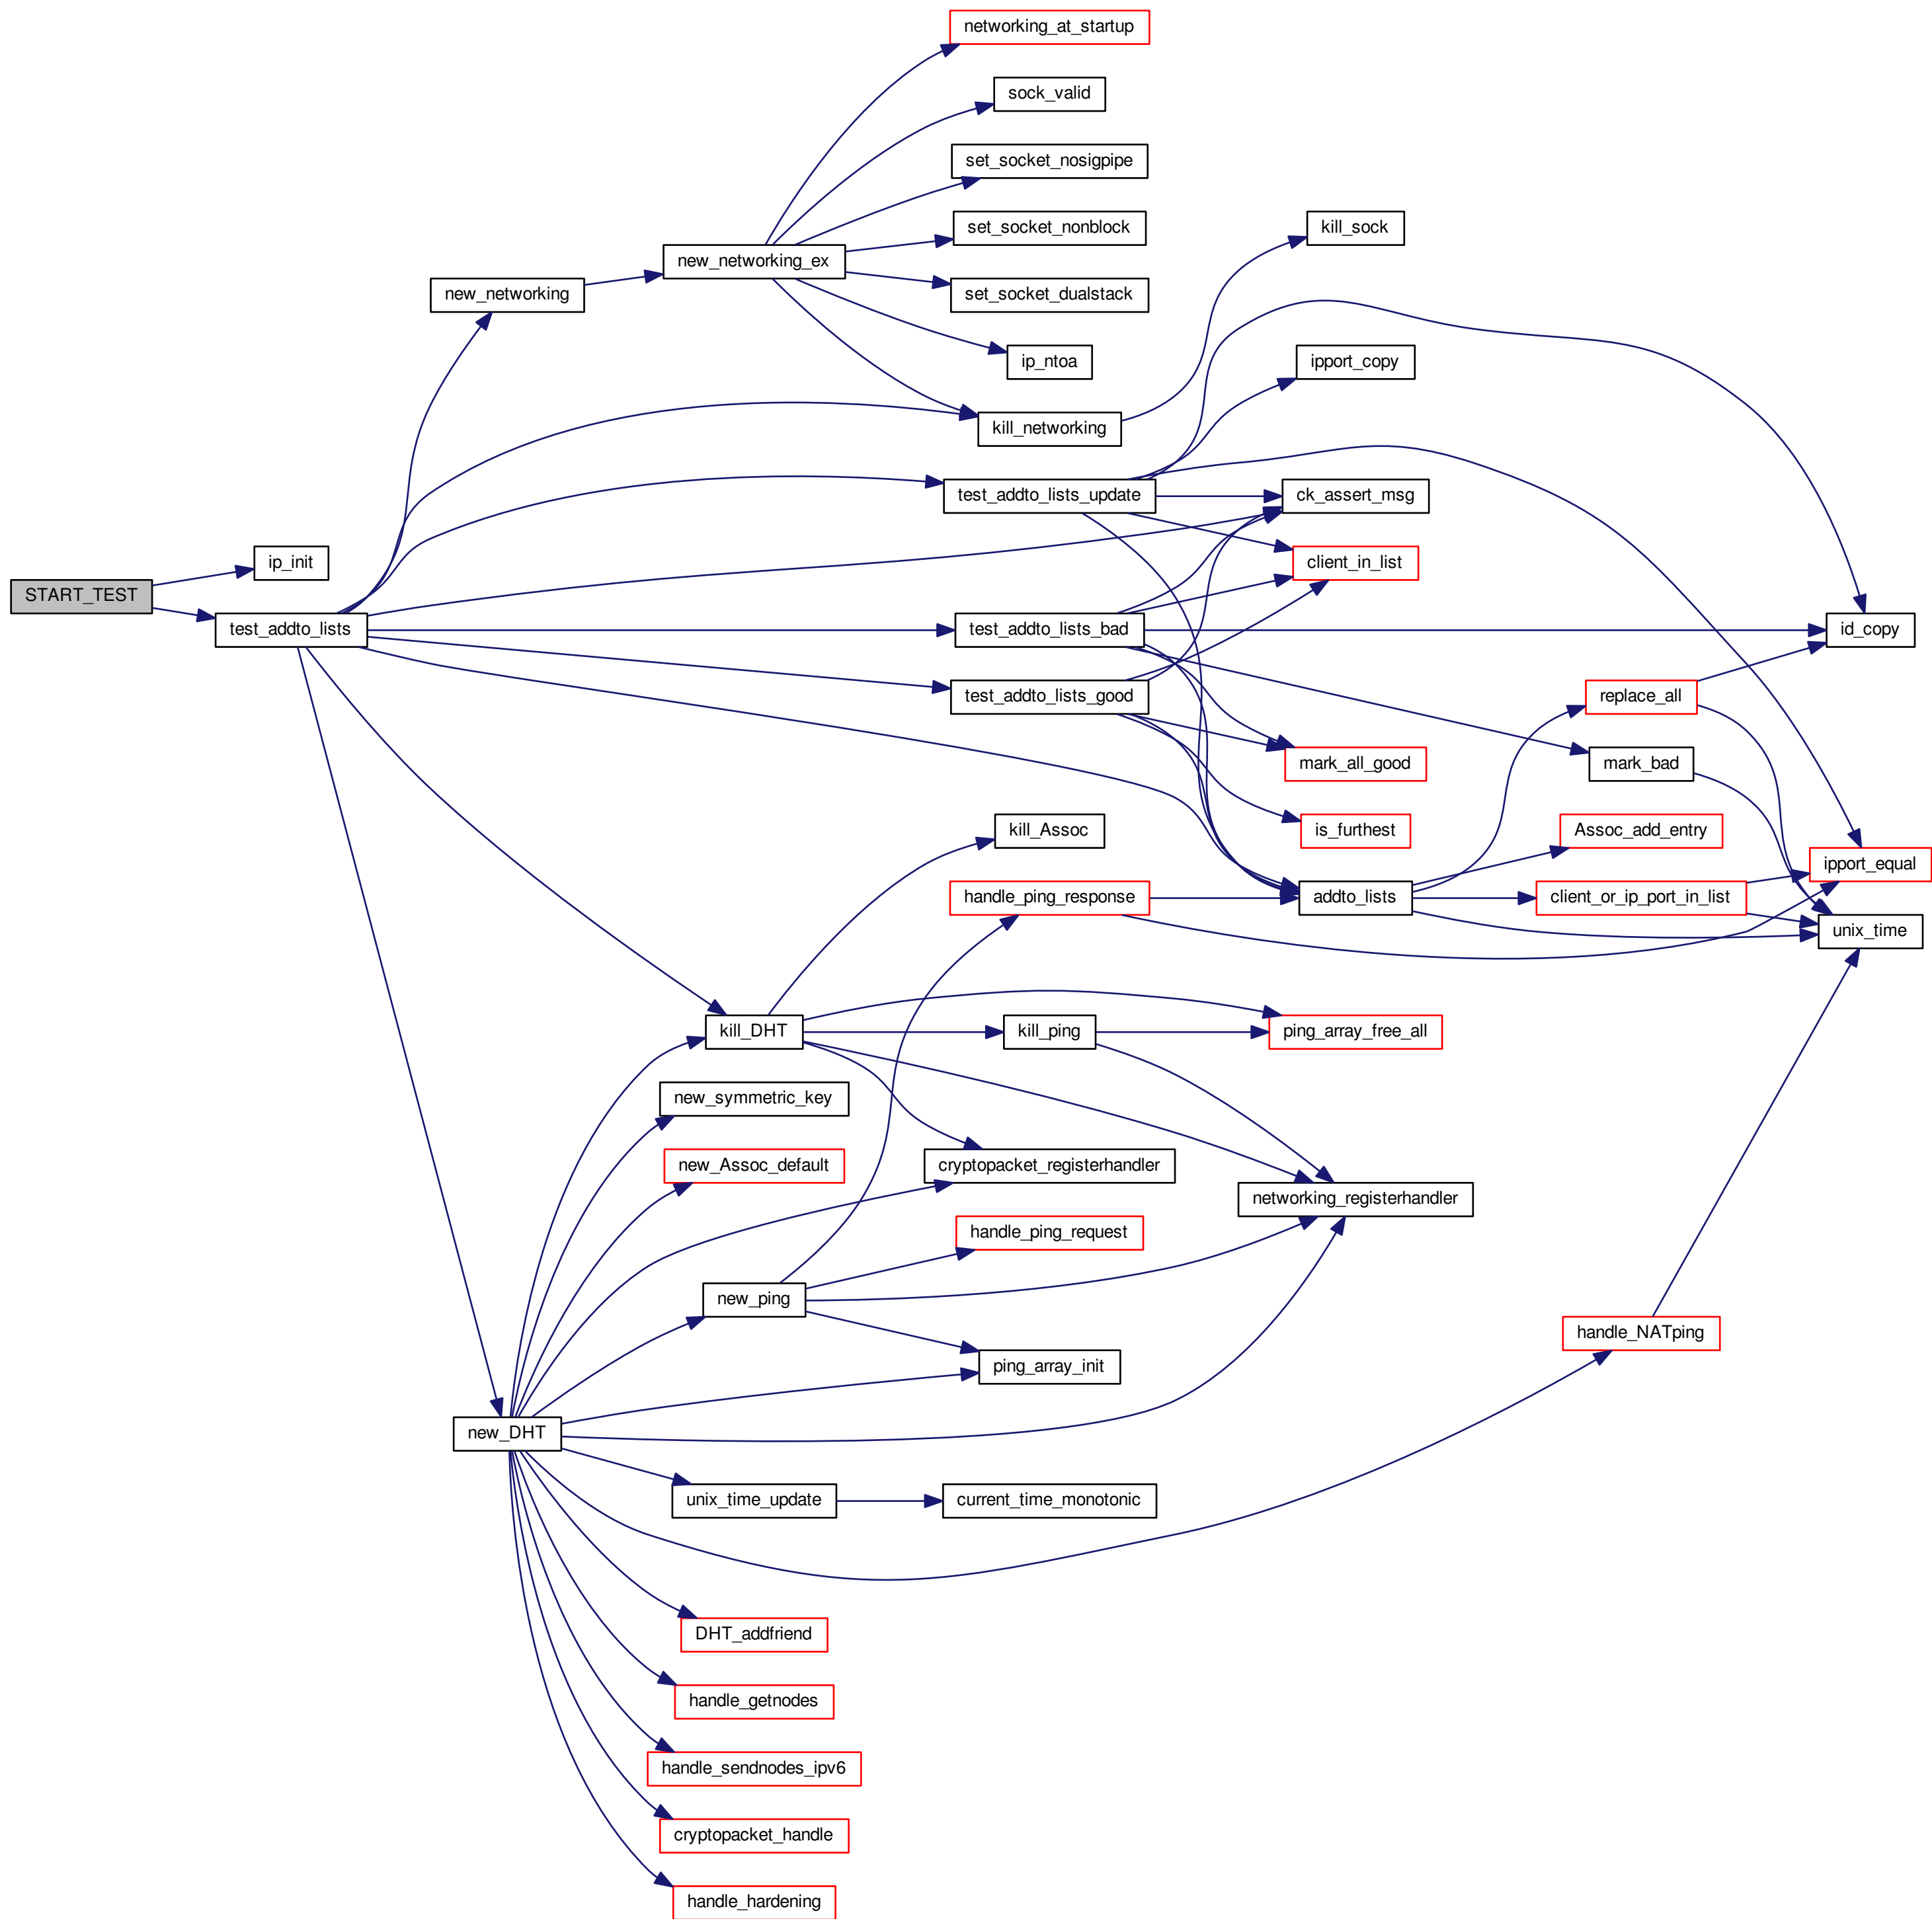 networking_at_startup
sock_valid
set_socket_nosigpipe
set_socket_nonblock
kill_sock
new_networking_ex
new_networking
set_socket_dualstack
ip_ntoa
ipport_copy
kill_networking
test_addto_lists_update
ck_assert_msg
ip_init
client_in_list
START_TEST
test_addto_lists
test_addto_lists_bad
id_copy
test_addto_lists_good
replace_all
mark_all_good
mark_bad
kill_Assoc
is_furthest
Assoc_add_entry
ipport_equal
handle_ping_response
addto_lists
client_or_ip_port_in_list
unix_time
kill_DHT
kill_ping
ping_array_free_all
new_symmetric_key
new_Assoc_default
cryptopacket_registerhandler
networking_registerhandler
handle_ping_request
new_ping
handle_NATping
ping_array_init
new_DHT
unix_time_update
current_time_monotonic
DHT_addfriend
handle_getnodes
handle_sendnodes_ipv6
cryptopacket_handle
handle_hardening